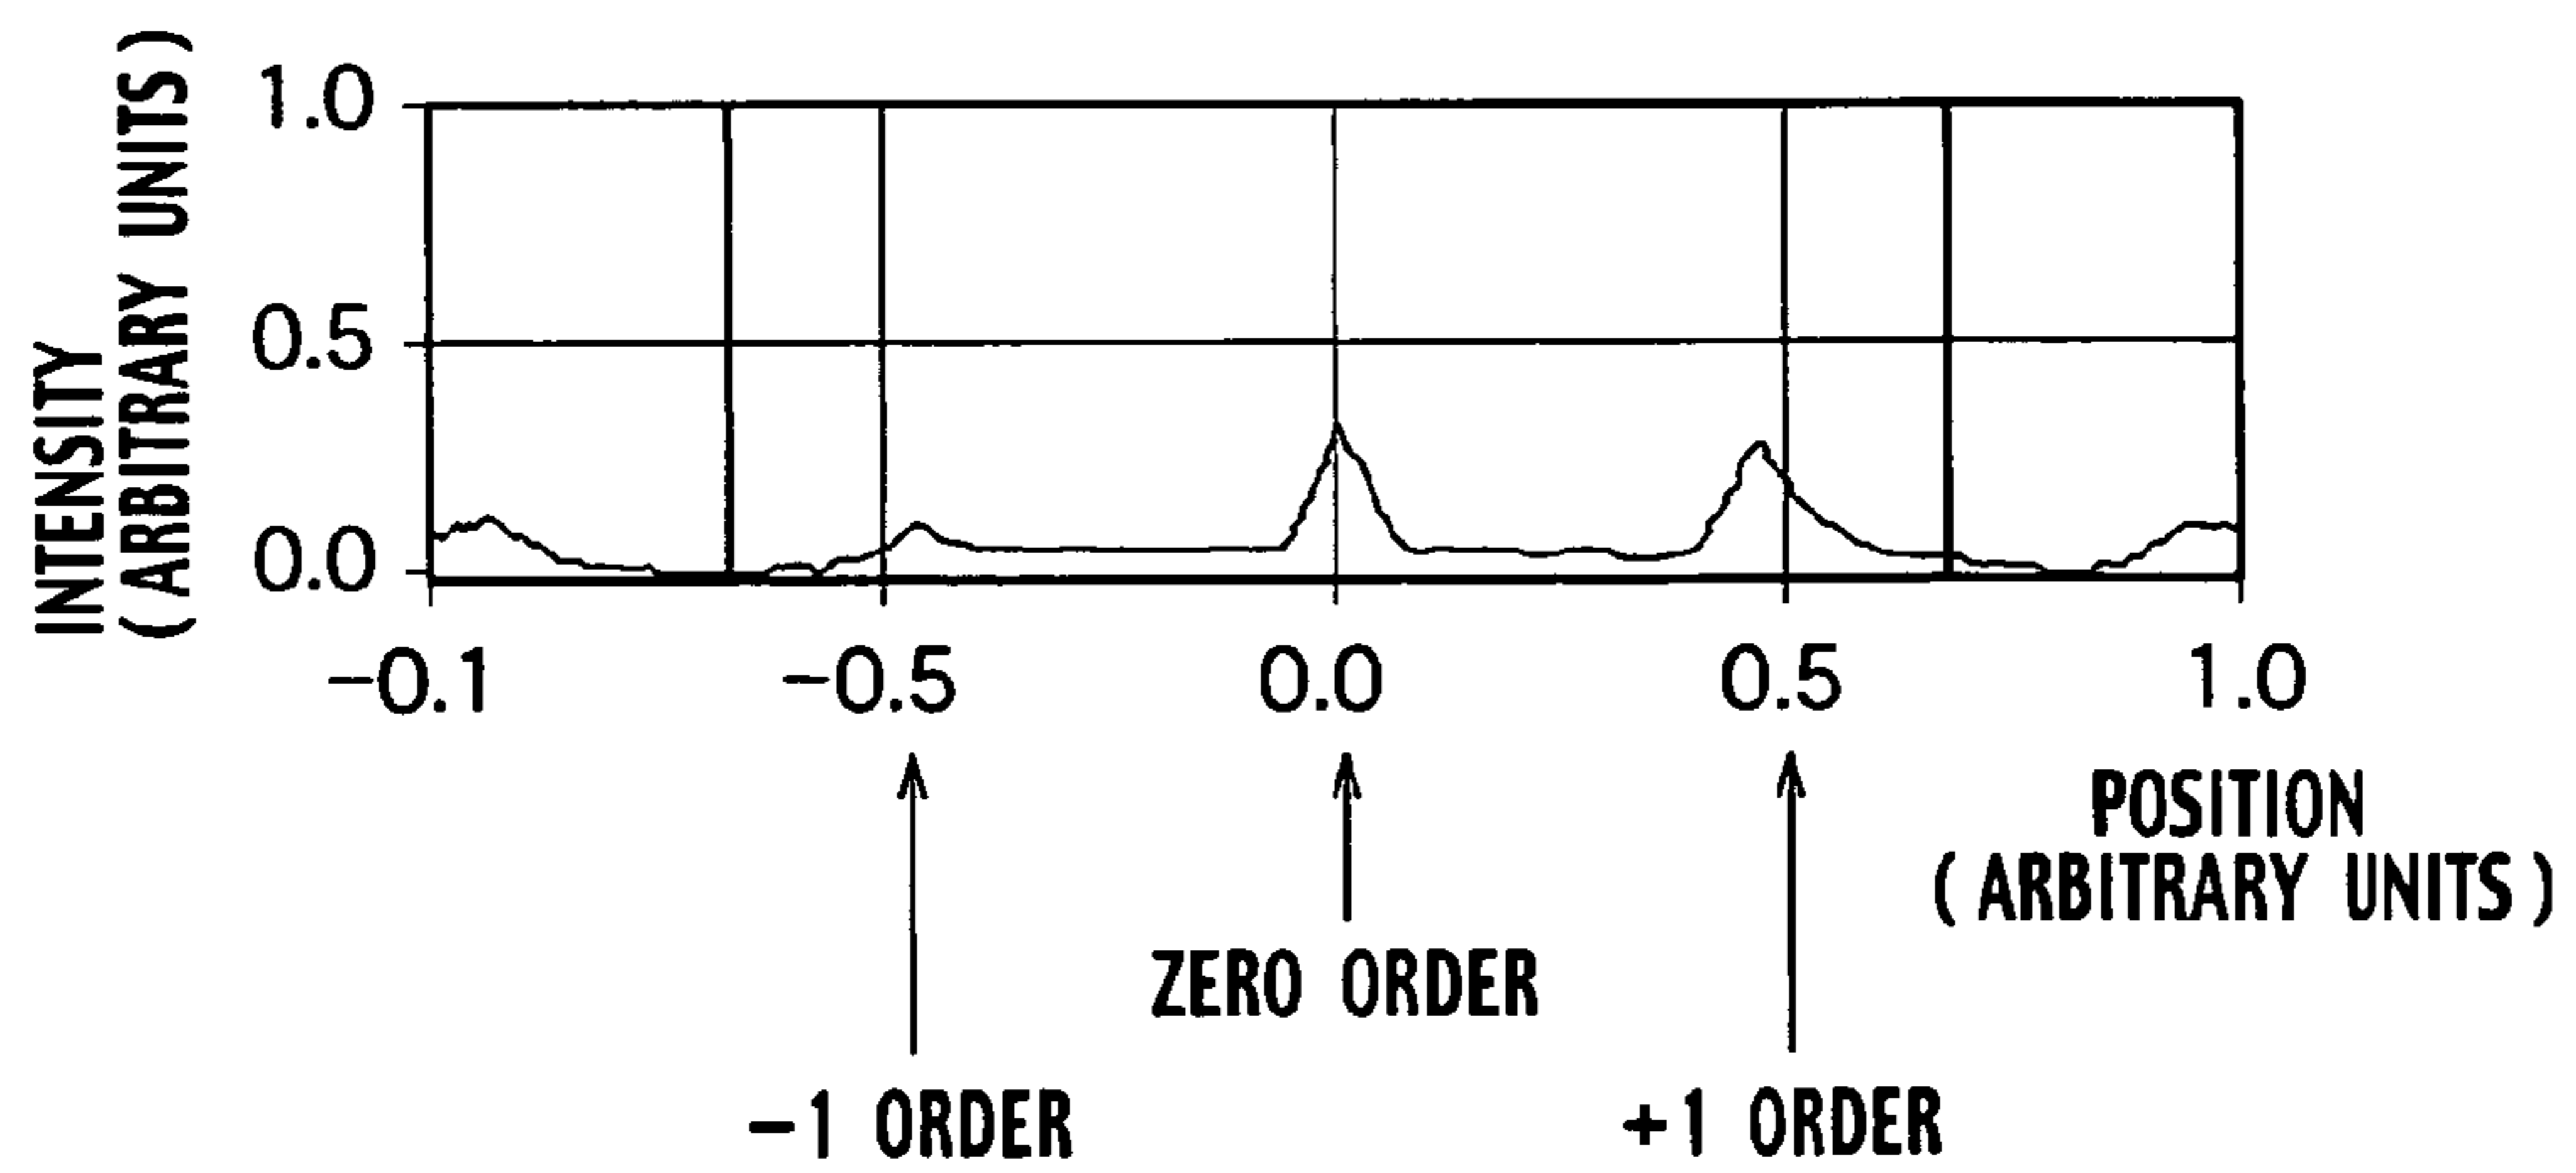 INTENSITY
(ARBITRARY UNITS)
1.0
0.5
0.0
-0.1 -0.5 0.0 0.5 1.0
POSITION
(ARBITRARY UNITS)
ZERO ORDER
-1 ORDER +1 ORDER